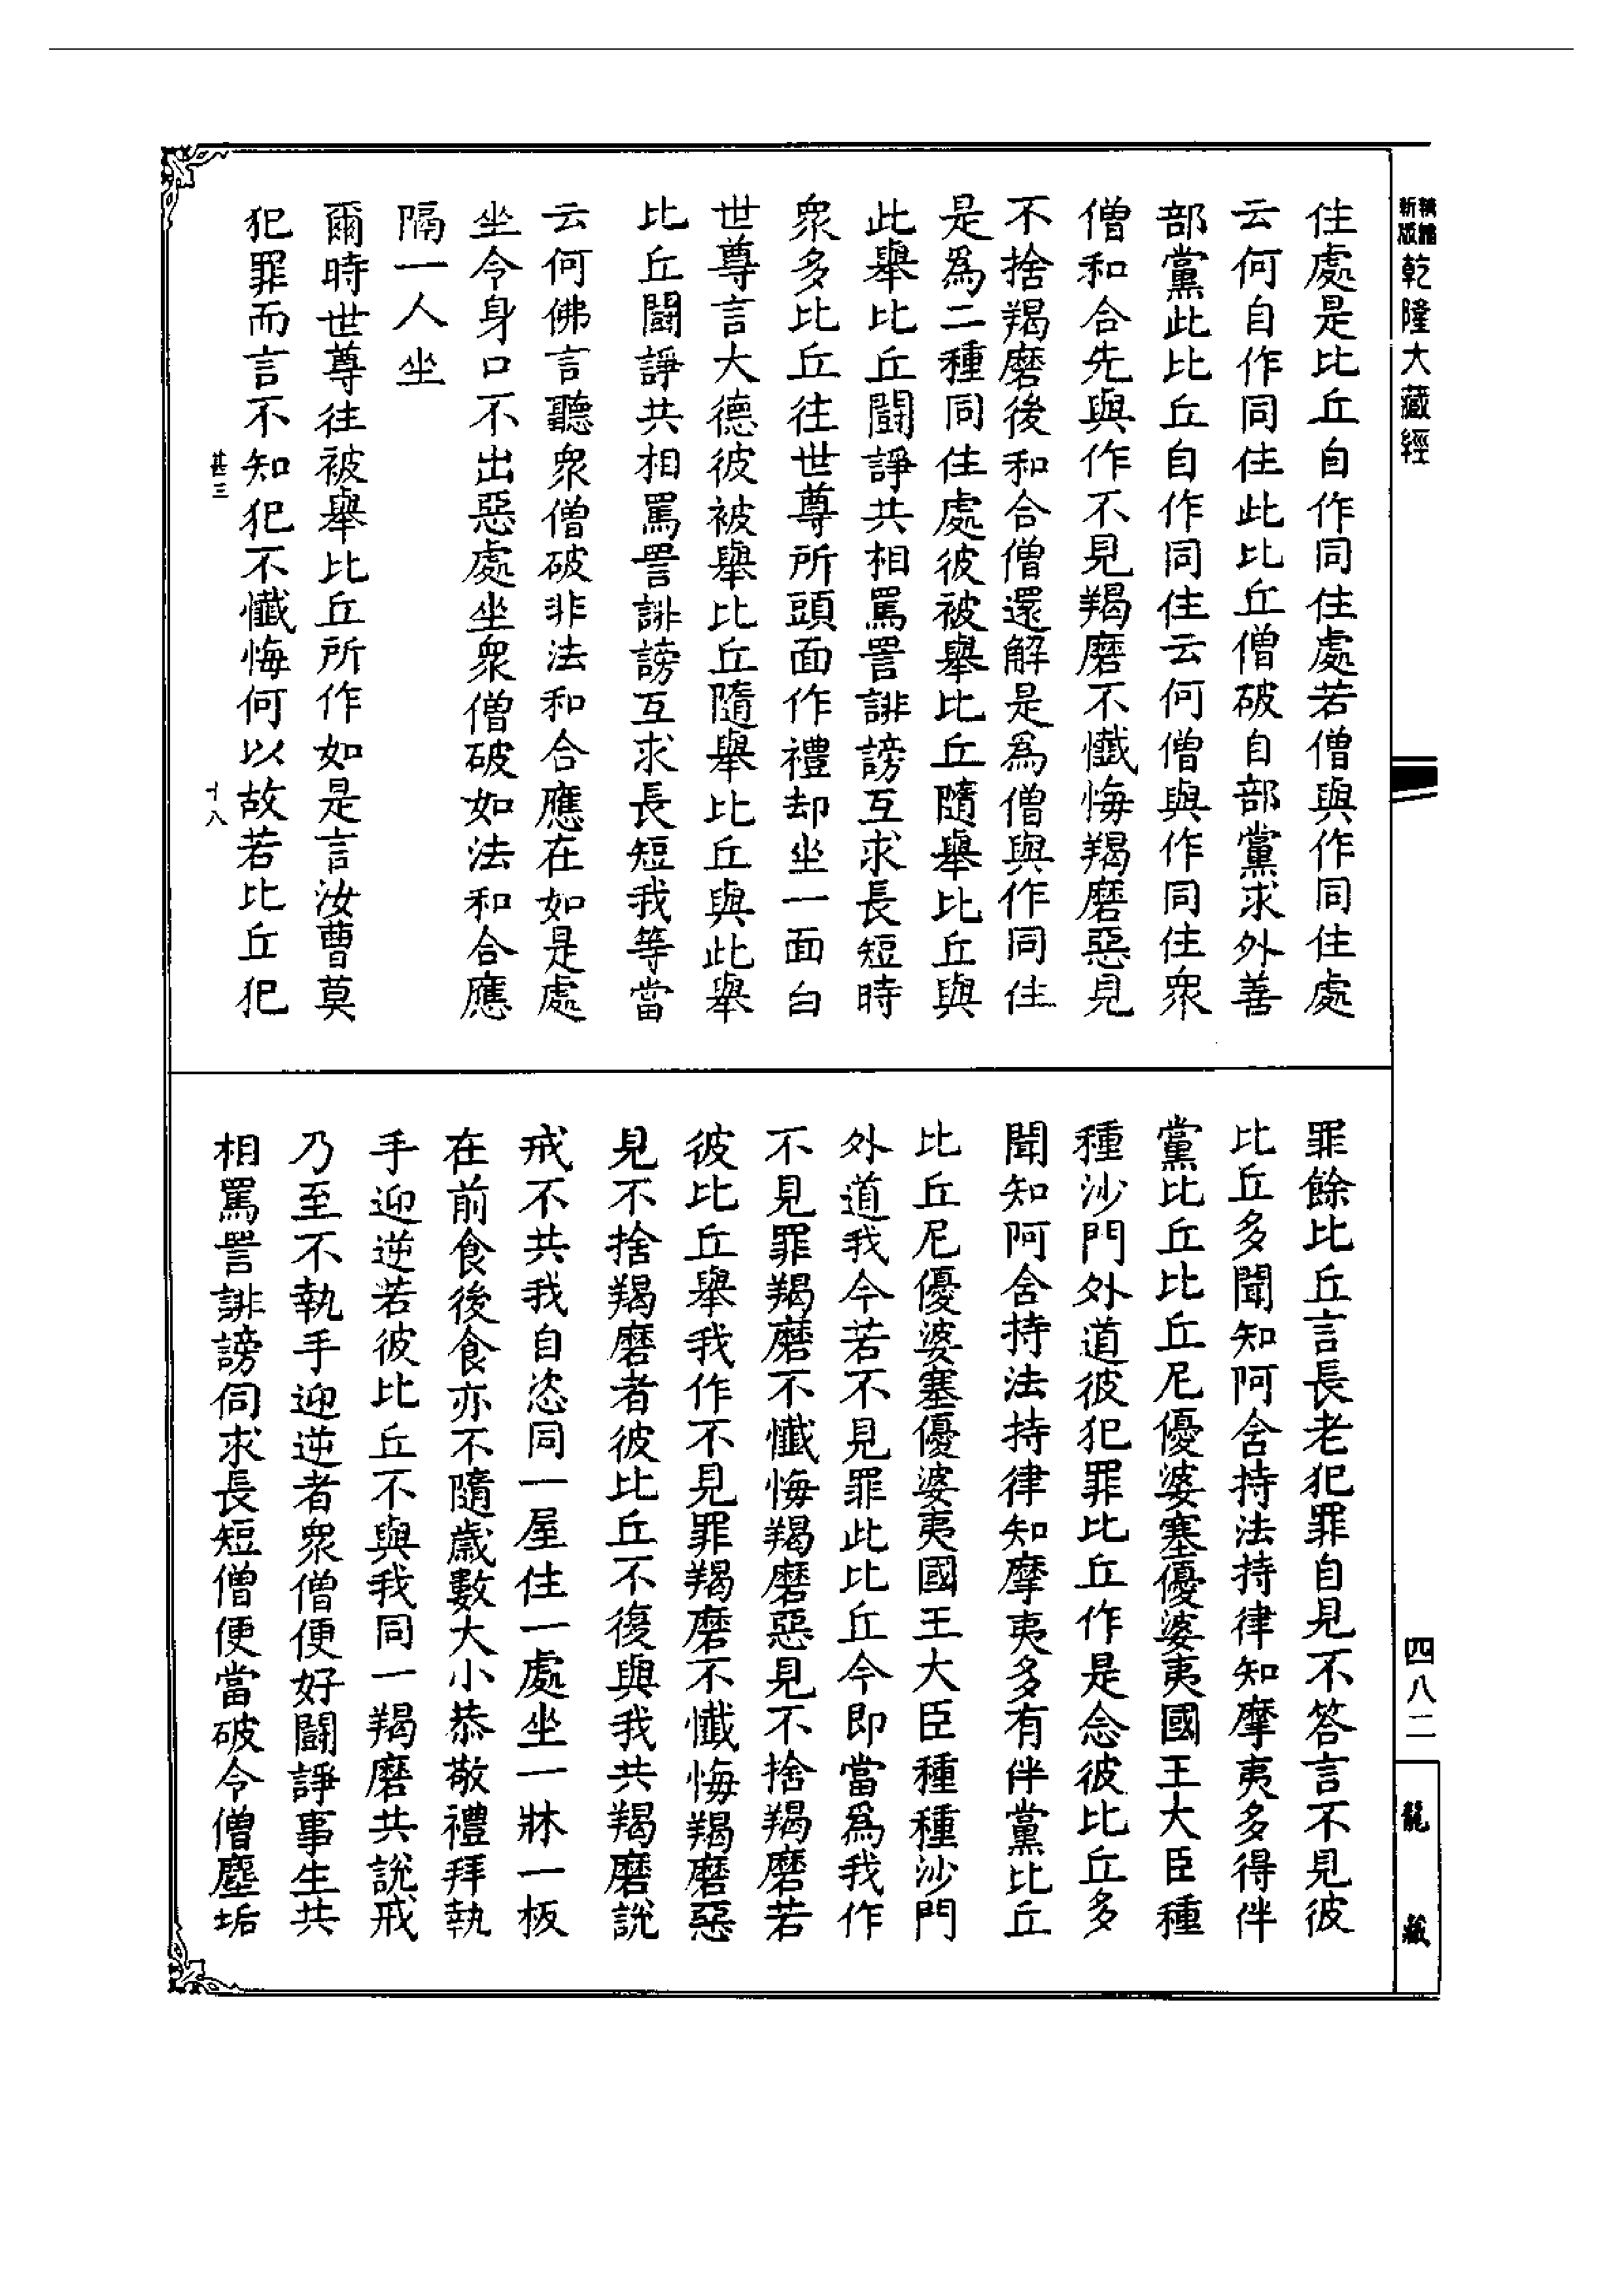 新版精縮乾隆大藏經
住處是比丘自作同住處若僧與作同住處
云何自作同住此比丘僧破自部黨求外善
部黨此比丘自作同住云何僧與作同住衆
僧和合先與作不見羯磨不懺悔羯磨惡見
不捨羯磨後和合僧還解是為僧與作同住
是為二種同住處彼被舉比丘隨舉比丘與
此舉比丘鬬諍共相罵詈誹謗互求長短時
衆多比丘往世尊所頭面作禮却坐一面白
世尊言大德彼被舉比丘隨舉比丘與此舉
比丘鬬諍共相罵詈誹謗互求長短我等當
云何佛言聽衆僧破非法和合應在如是處
坐令身口不出惡處坐衆僧破如法和合應
隔一人坐
爾時世尊往被舉比丘所作如是言汝曹莫
犯罪而言不知犯不懺悔何以故若比丘犯
甚三
十八
罪餘比丘言長老犯罪自見不答言不見彼
比丘多聞知阿含持法持律知摩夷多得伴
黨比丘比丘尼優婆塞優婆夷國王大臣種
種沙門外道彼犯罪比丘作是念彼比丘多
聞知阿含持法持律知摩夷多有伴黨比丘
比丘尼優婆塞優婆夷國王大臣種種沙門
外道我今若不見罪此比丘今即當為我作
不見罪羯磨不懺悔羯磨惡見不捨羯磨若
彼比丘舉我作不見罪羯磨不懺悔羯磨惡
見不捨羯磨者彼比丘不復與我共羯磨說
戒不共我自恣同一屋住一處坐一牀一板
在前食後食亦不隨歲數大小恭敬禮拜執
手迎逆若彼比丘不與我同一羯磨共說戒
乃至不執手迎逆者衆僧便好鬬諍事生共
相罵詈誹謗伺求長短僧便當破令僧塵垢
四八二
龍藏